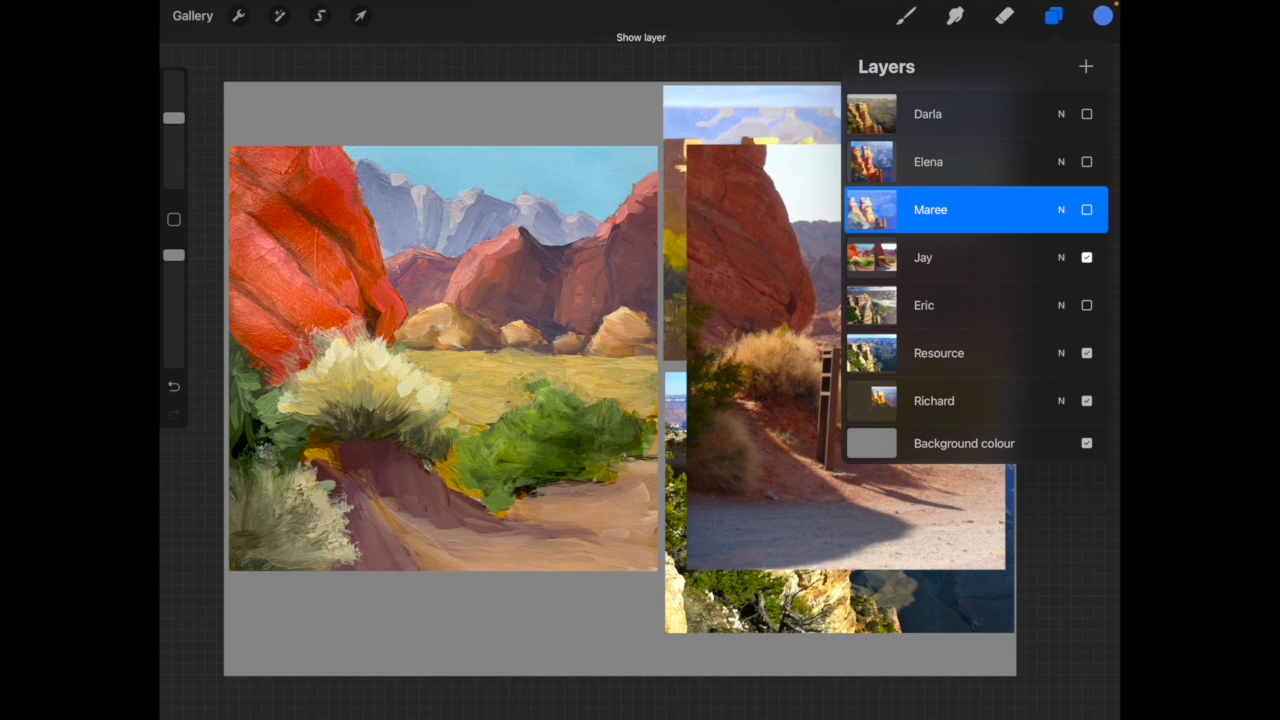 Gallery
Show layer
Layers
Darla N
Elena N
Maree N
Jay N
Eric N
Resource N
Richard N
Background colour